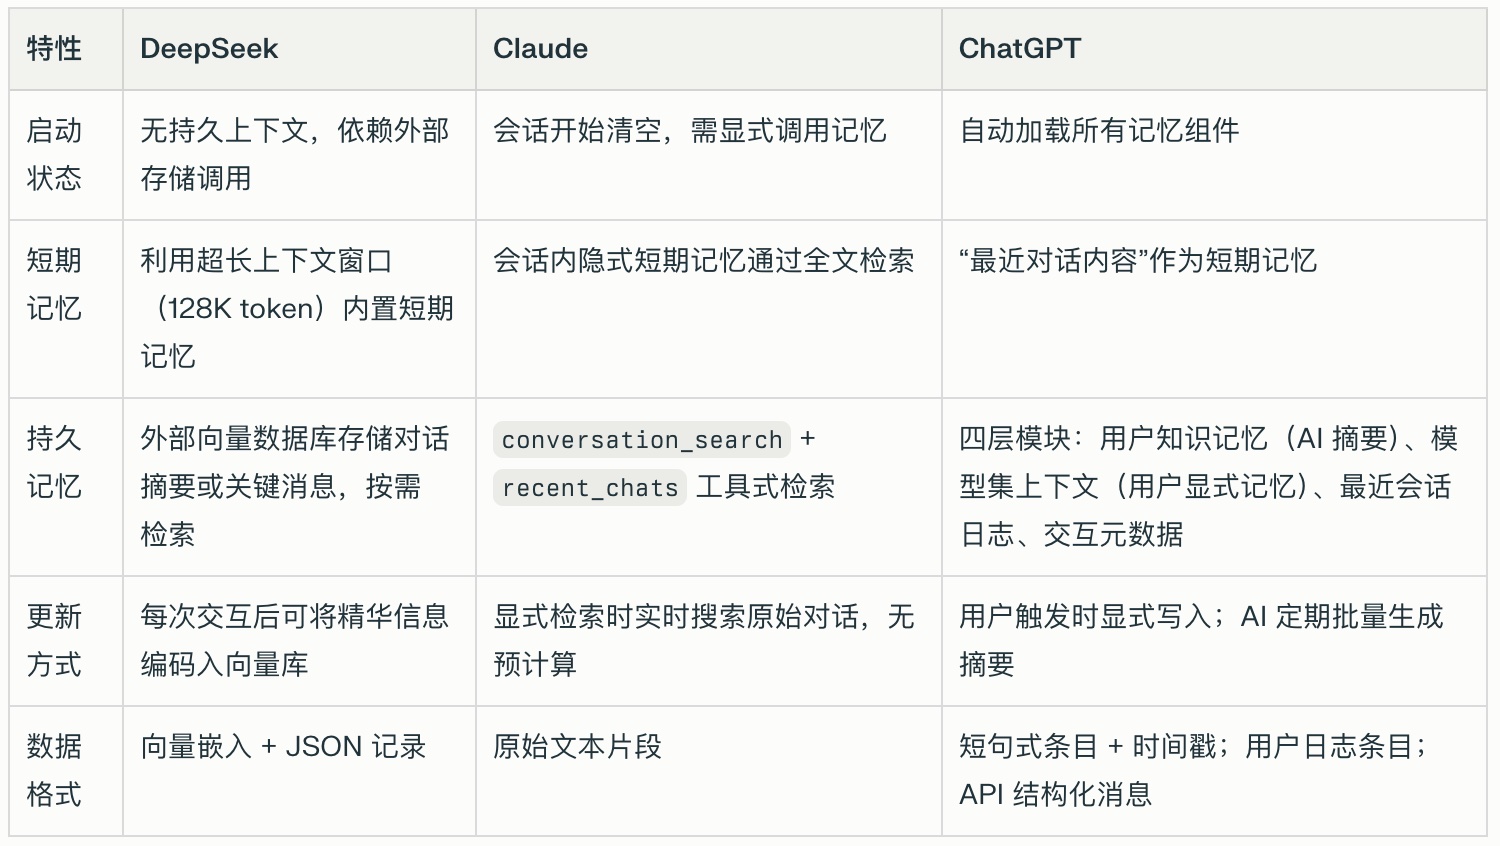 特性 DeepSeek Claude ChatGPT
启动
状态
无持久上下文，依赖外部
存储调用
会话开始清空，需显式调用记忆
自动加载所有记忆组件
短期
记忆
利用超长上下文窗口
（128K token）内置短期
记忆
会话内隐式短期记忆通过全文检索
“最近对话内容”作为短期记忆
持久
记忆
外部向量数据库存储对话
摘要或关键消息，按需
检索
conversation_search +
recent_chats 工具式检索
四层模块：用户知识记忆（AI 摘要）、模
型集上下文（用户显式记忆）、最近会话
日志、交互元数据
更新
方式
每次交互后可将精华信息
编码入向量库
显式检索时实时搜索原始对话，无
预计算
用户触发时显式写入；AI 定期批量生成
摘要
数据
格式
向量嵌入 + JSON 记录
原始文本片段
短句式条目 + 时间戳；用户日志条目；
API 结构化消息